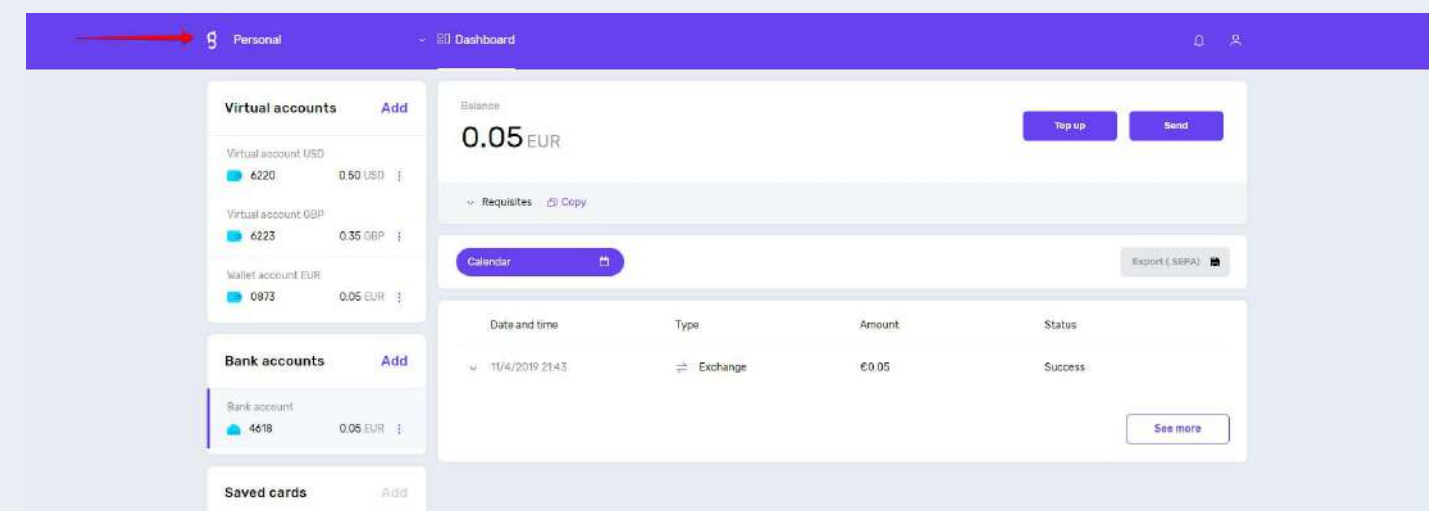 Personal
Dashboard
Virtual accounts Add
Virtual account USD
6220 0.50 USD
Virtual account GBP
6223 0.35 GBP
Wallet account EUR
0873 0.05 EUR
Bank accounts Add
Bank account
4618 0.05 EUR
Saved cards Add
Balance
0.05 EUR
Top up Send
Requisites Copy
Calendar Export (.SEPA)
Date and time Type Amount Status
11/4/2019 21:43 Exchange €0.05 Success
See more